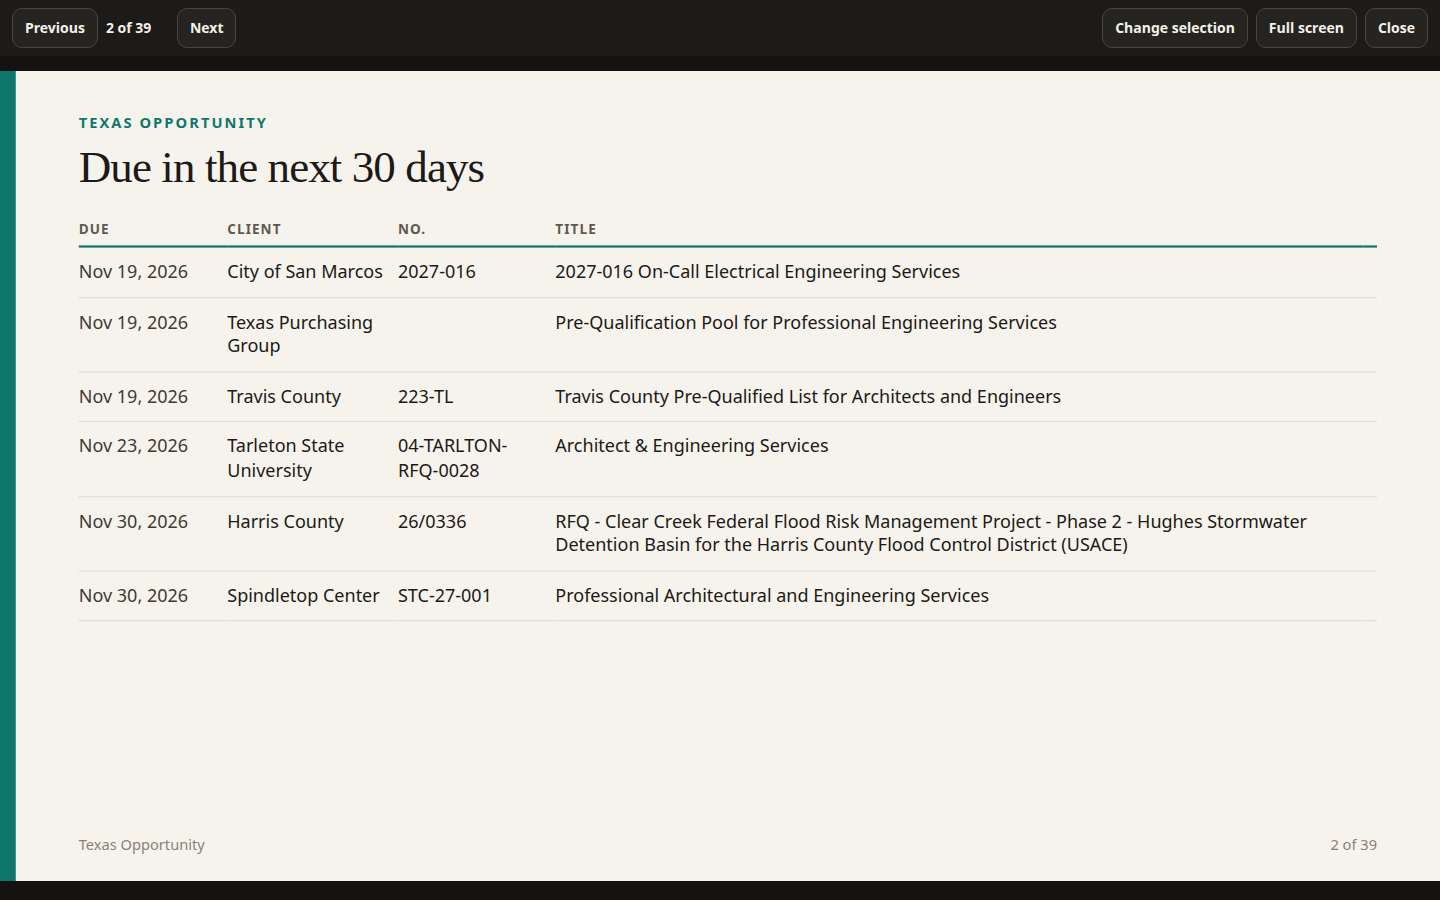 Previous 2 of 39 Next Change selection Full screen Close
TEXAS OPPORTUNITY
Due in the next 30 days
DUE CLIENT NO. TITLE
Nov 19, 2026 City of San Marcos 2027-016 2027-016 On-Call Electrical Engineering Services
Nov 19, 2026 Texas Purchasing Pre-Qualification Pool for Professional Engineering Services
Group
Nov 19, 2026 Travis County 223-TL Travis County Pre-Qualified List for Architects and Engineers
Nov 23, 2026 Tarleton State 04-TARLTON- Architect & Engineering Services
University RFQ-0028
Nov 30, 2026 Harris County 26/0336 RFQ - Clear Creek Federal Flood Risk Management Project - Phase 2 - Hughes Stormwater
Detention Basin for the Harris County Flood Control District (USACE)
Nov 30, 2026 Spindletop Center STC-27-001 Professional Architectural and Engineering Services
Texas Opportunity 2 of 39